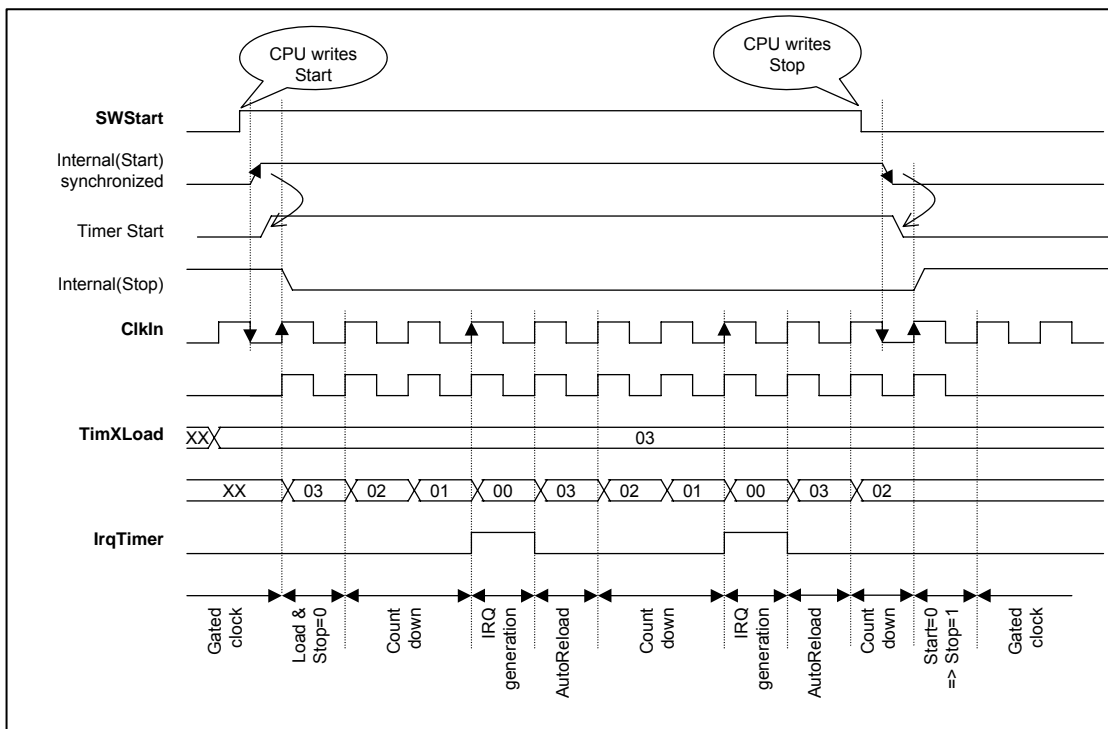 CPU writes
Start
CPU writes
Stop
SWStart
Internal(Start)
synchronized
Timer Start
Internal(Stop)
ClkIn
TimXLoad
XX
03
XX
03
02
01
00
03
02
01
00
03
02
IrqTimer
Gated
clock
Load &
Stop=0
Count
down
IRQ
generation
AutoReload
Count
down
IRQ
generation
AutoReload
Count
down
Start=0
=> Stop=1
Gated
clock